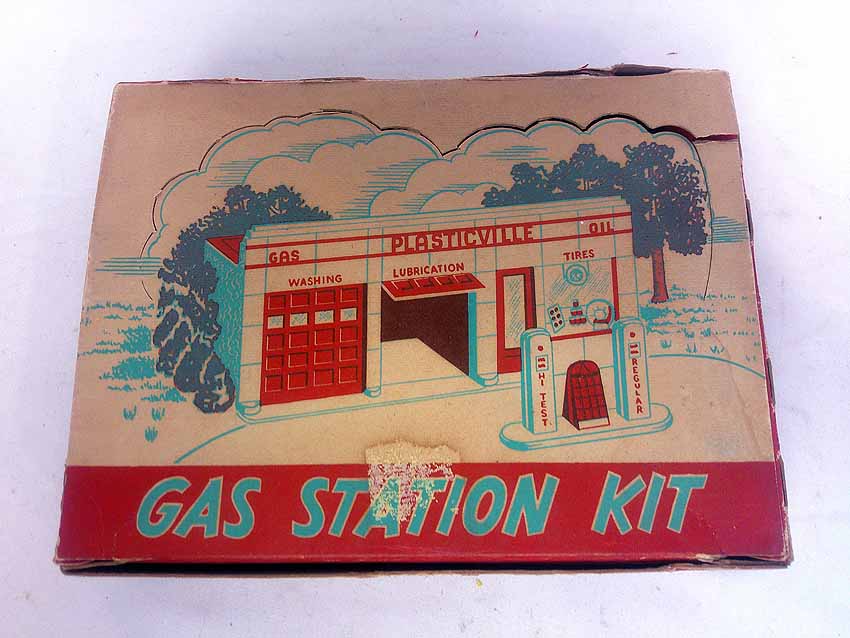 GAS PLASTICVILLE OIL
WASHING LUBRICATION TIRES
HI TEST
REGULAR
GAS STATION KIT